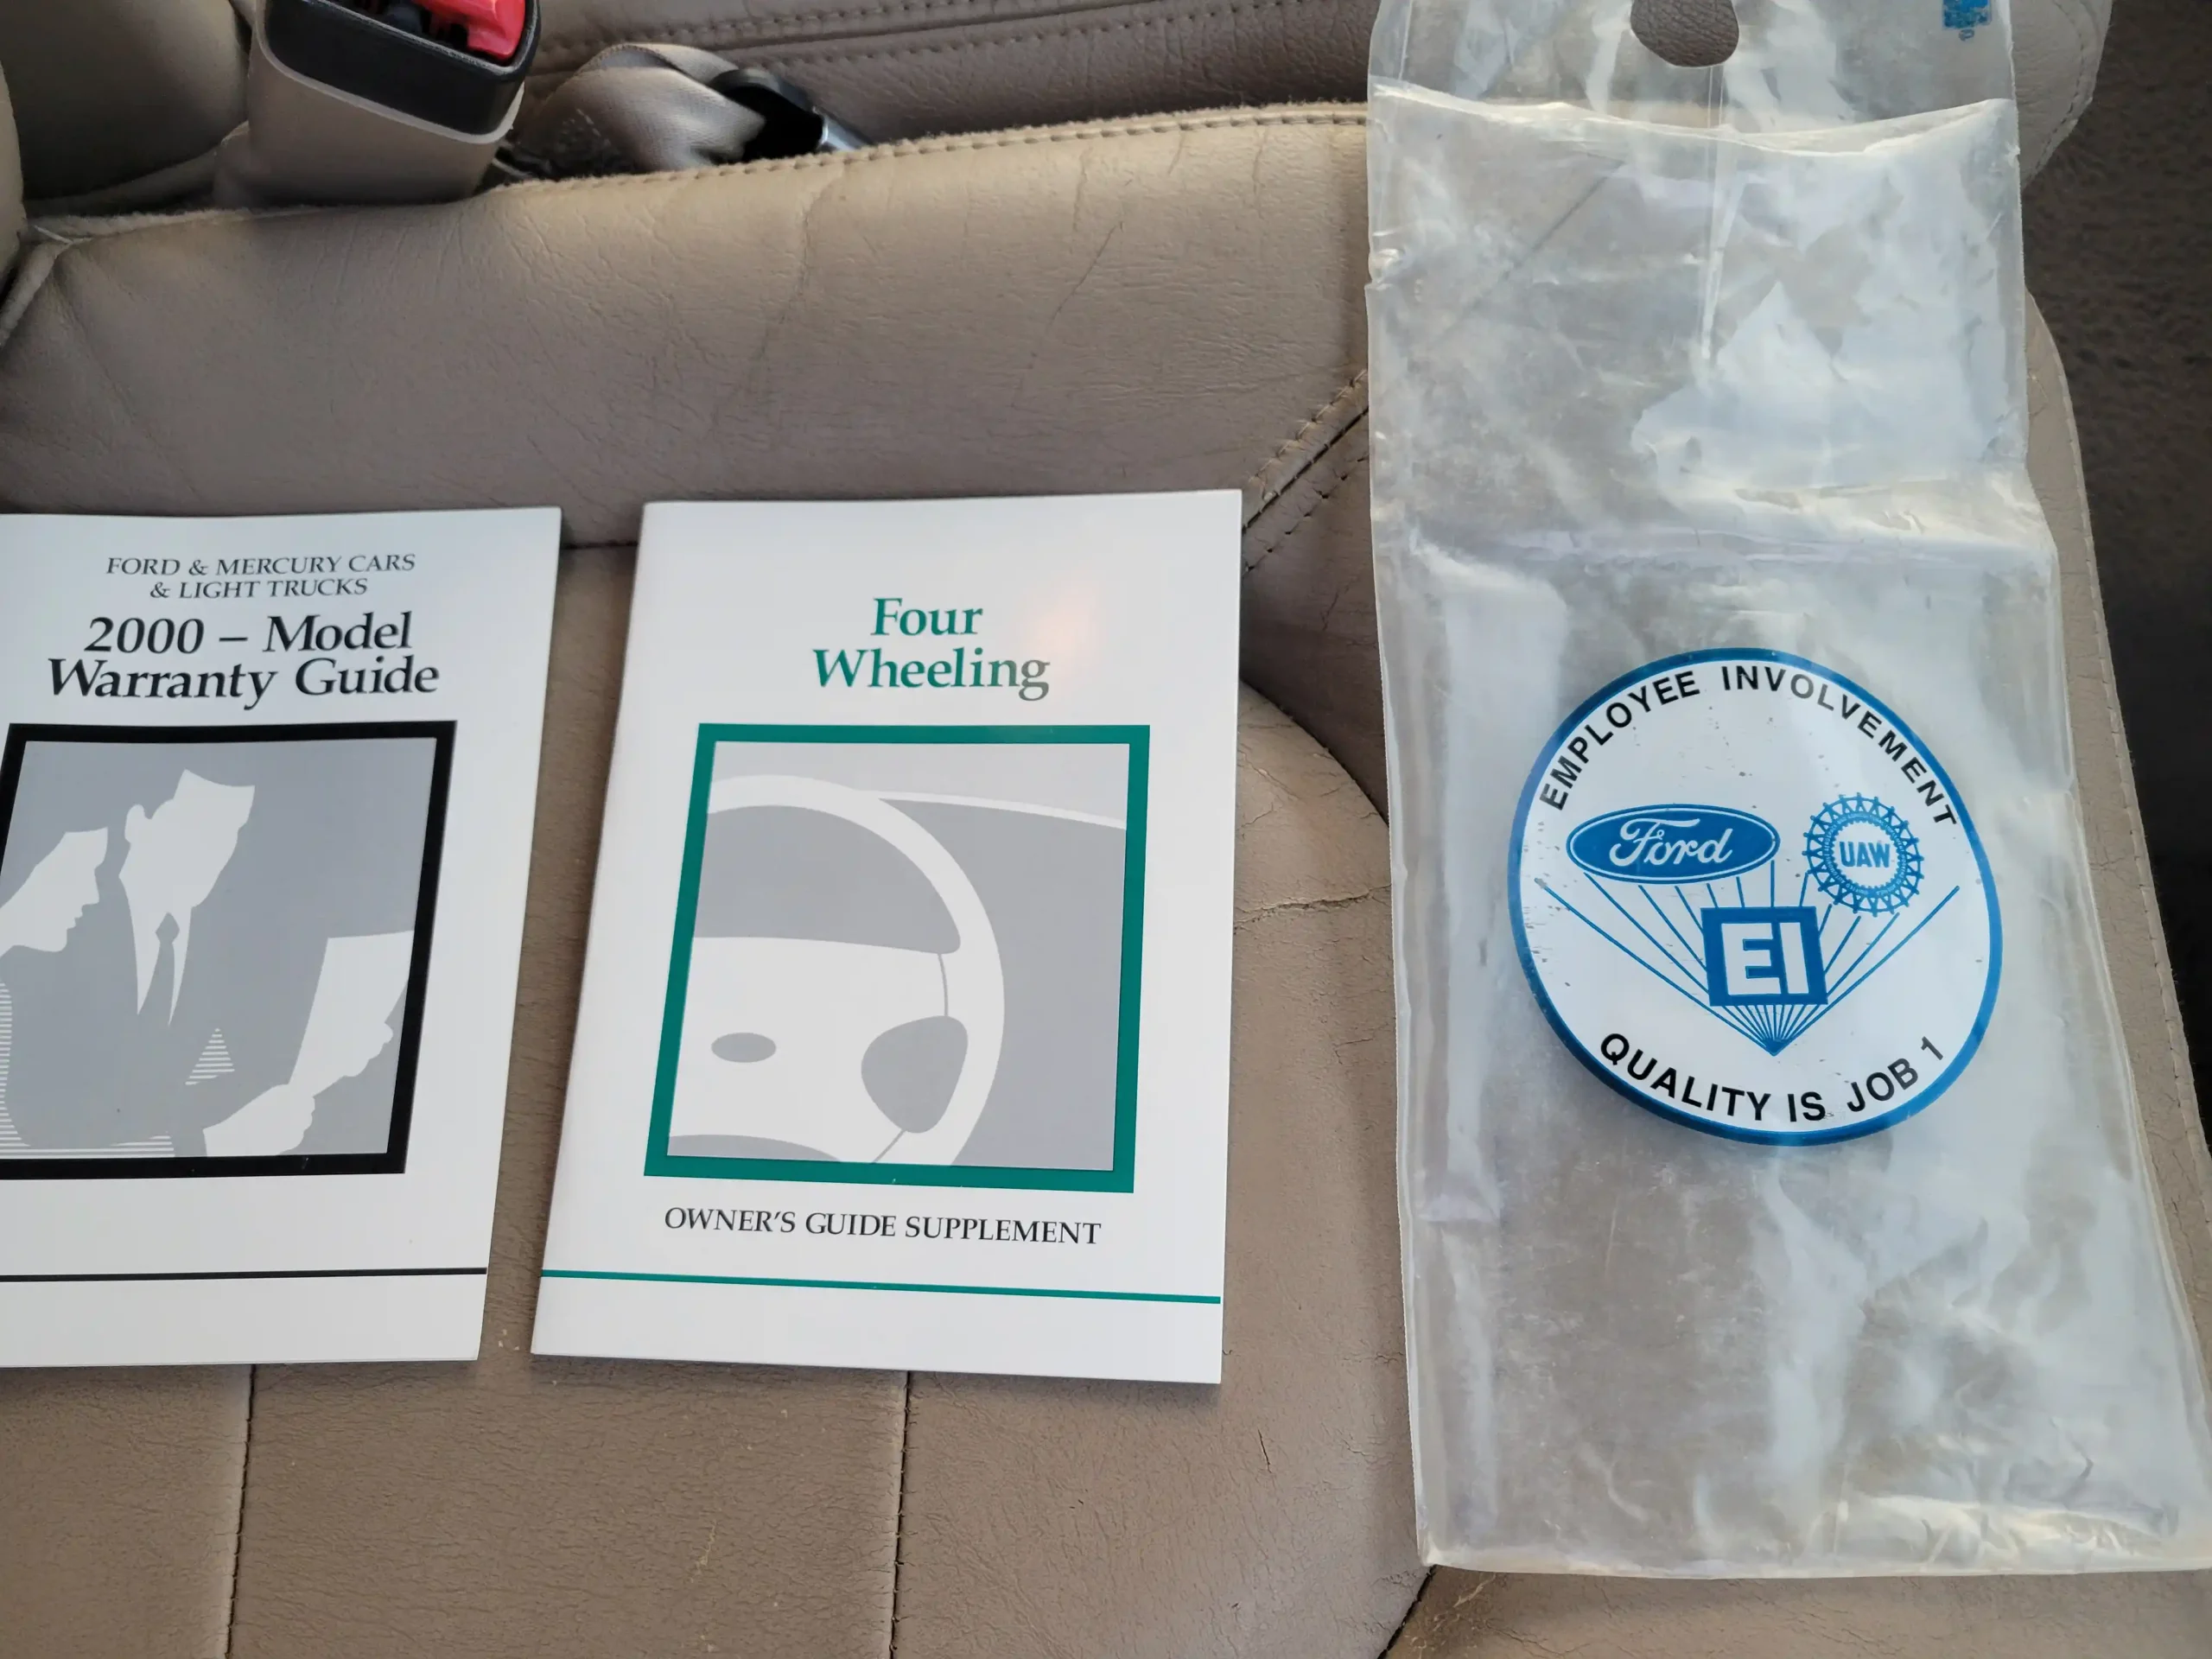 FORD & MERCURY CARS
& LIGHT TRUCKS
2000 – Model
Warranty Guide
Four
Wheeling
OWNER'S GUIDE SUPPLEMENT
EMPLOYEE INVOLVEMENT
Ford
UAW
EI
QUALITY IS JOB 1